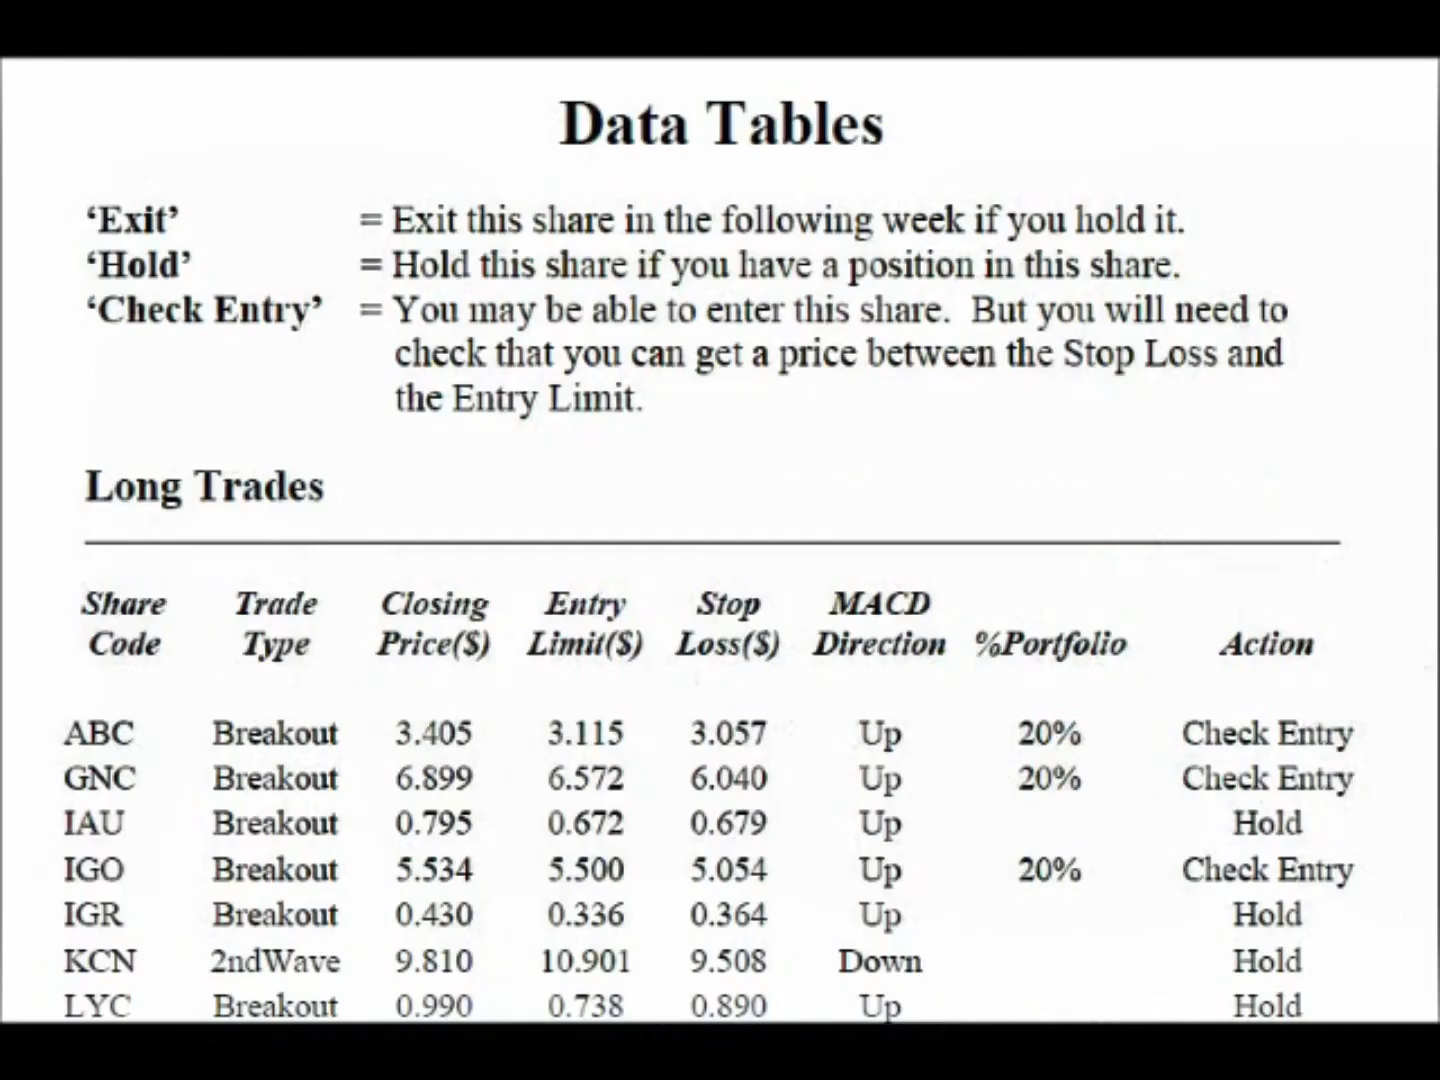 Data Tables
‘Exit’ = Exit this share in the following week if you hold it.
‘Hold’ = Hold this share if you have a position in this share.
‘Check Entry’ = You may be able to enter this share. But you will need to
check that you can get a price between the Stop Loss and
the Entry Limit.
Long Trades
Share Trade Closing Entry Stop MACD
Code Type Price($) Limit($) Loss($) Direction %Portfolio Action
ABC Breakout 3.405 3.115 3.057 Up 20% Check Entry
GNC Breakout 6.899 6.572 6.040 Up 20% Check Entry
IAU Breakout 0.795 0.672 0.679 Up Hold
IGO Breakout 5.534 5.500 5.054 Up 20% Check Entry
IGR Breakout 0.430 0.336 0.364 Up Hold
KCN 2ndWave 9.810 10.901 9.508 Down Hold
LYC Breakout 0.990 0.738 0.890 Up Hold